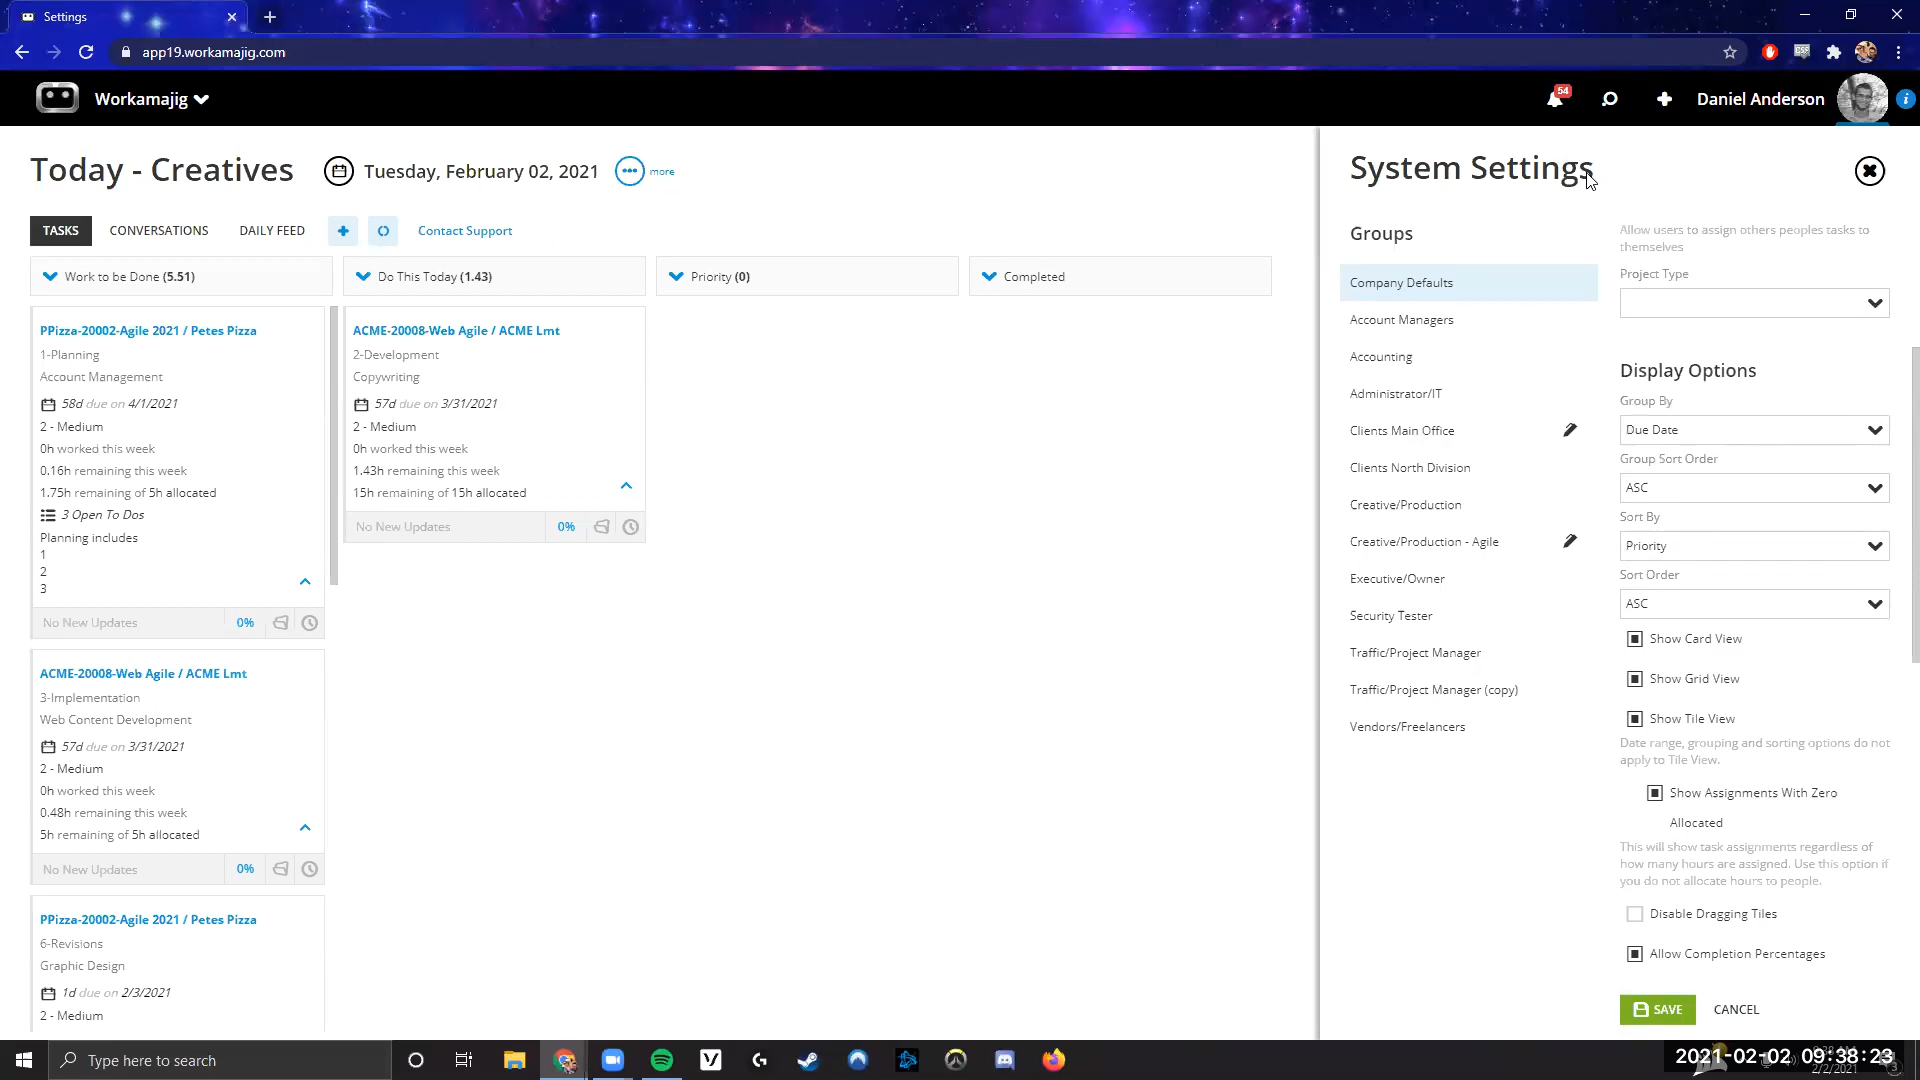 Settings
app19.workamajig.com
Workamajig
54
Daniel Anderson
i
Today - Creatives
Tuesday, February 02, 2021
more
TASKS
CONVERSATIONS
DAILY FEED
Contact Support
Work to be Done (5.51)
Do This Today (1.43)
Priority (0)
Completed
PPizza-20002-Agile 2021 / Petes Pizza
1-Planning
Account Management
58d due on 4/1/2021
2 - Medium
0h worked this week
0.16h remaining this week
1.75h remaining of 5h allocated
3 Open To Dos
Planning includes
1
2
3
No New Updates
0%
ACME-20008-Web Agile / ACME Lmt
3-Implementation
Web Content Development
57d due on 3/31/2021
2 - Medium
0h worked this week
0.48h remaining this week
5h remaining of 5h allocated
No New Updates
0%
PPizza-20002-Agile 2021 / Petes Pizza
6-Revisions
Graphic Design
1d due on 2/3/2021
2 - Medium
ACME-20008-Web Agile / ACME Lmt
2-Development
Copywriting
57d due on 3/31/2021
2 - Medium
0h worked this week
1.43h remaining this week
15h remaining of 15h allocated
No New Updates
0%
System Settings
Groups
Company Defaults
Account Managers
Accounting
Administrator/IT
Clients Main Office
Clients North Division
Creative/Production
Creative/Production - Agile
Executive/Owner
Security Tester
Traffic/Project Manager
Traffic/Project Manager (copy)
Vendors/Freelancers
Allow users to assign others peoples tasks to
themselves
Project Type
Display Options
Group By
Due Date
Group Sort Order
ASC
Sort By
Priority
Sort Order
ASC
Show Card View
Show Grid View
Show Tile View
Date range, grouping and sorting options do not
apply to Tile View.
Show Assignments With Zero
Allocated
This will show task assignments regardless of
how many hours are assigned. Use this option if
you do not allocate hours to people.
Disable Dragging Tiles
Allow Completion Percentages
SAVE
CANCEL
Type here to search
2021-02-02 09:38:23
2/2/2021